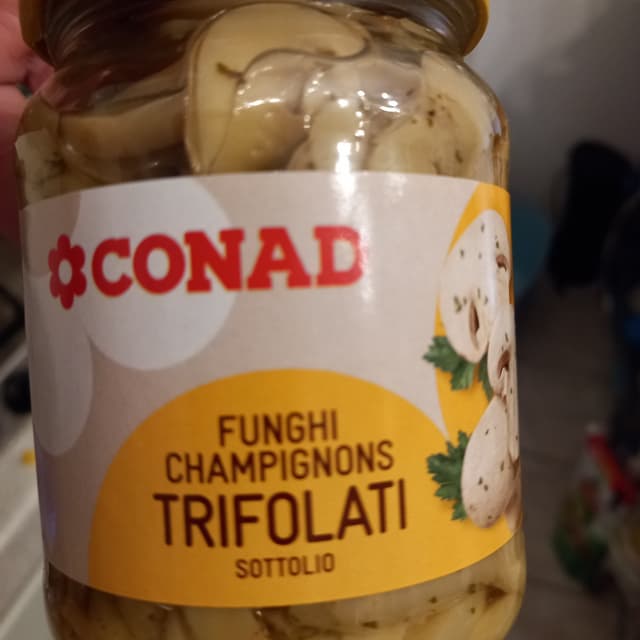 CONAD
FUNGHI
CHAMPIGNONS
TRIFOLATI
SOTTOLIO